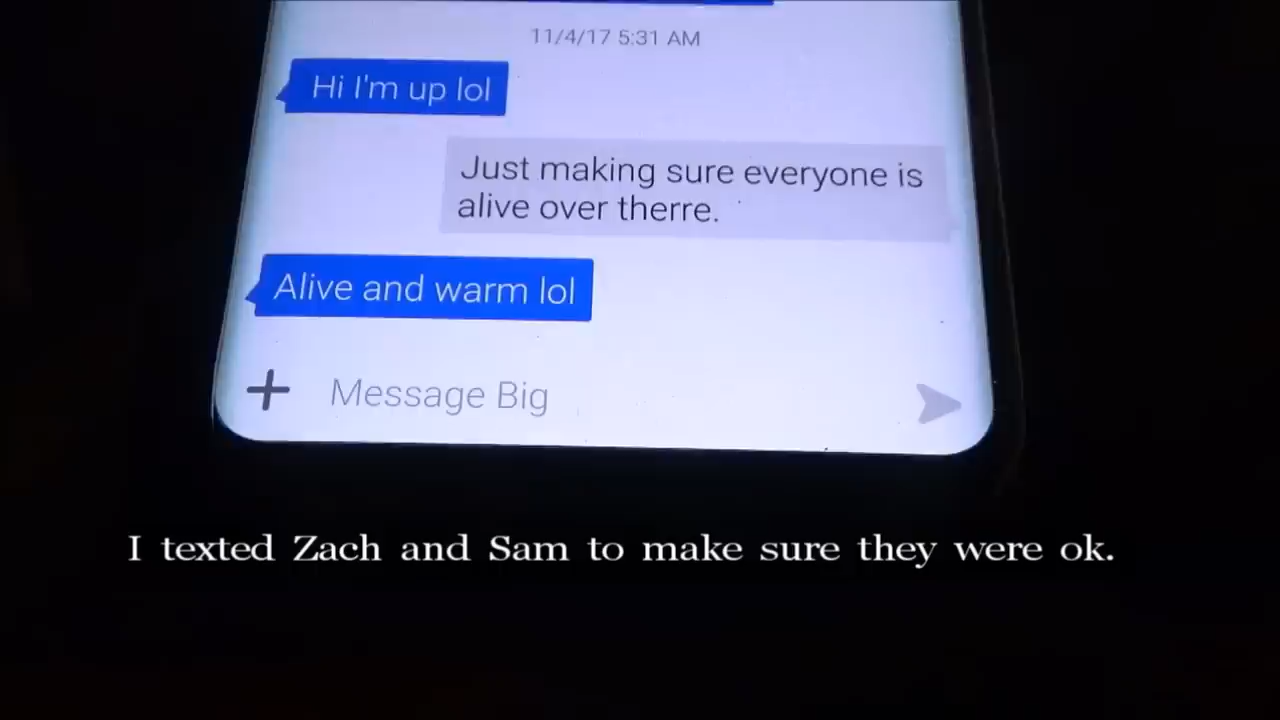 11/4/17 5:31 AM
Hi I'm up lol
Just making sure everyone is
alive over therre.
Alive and warm lol
Message Big
I texted Zach and Sam to make sure they were ok.